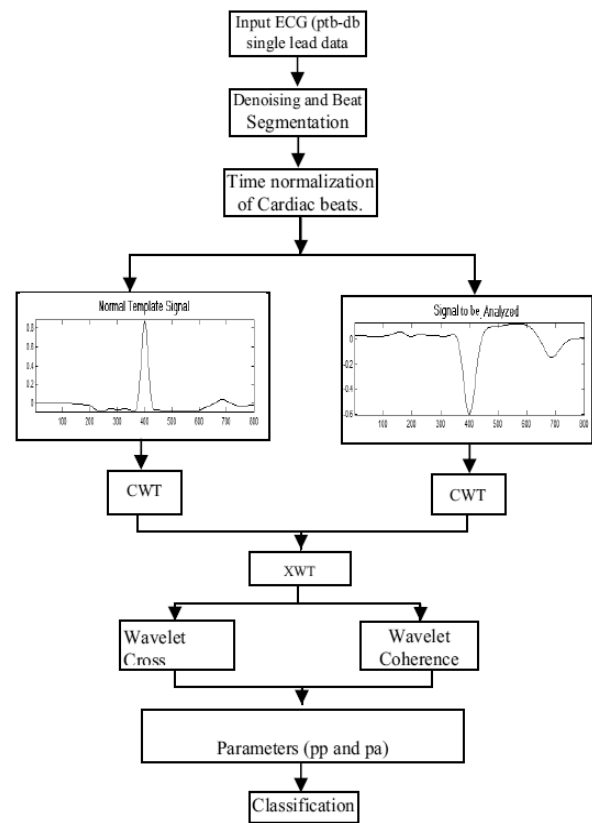 Input ECG (ptb-db
single lead data
Denoising and Beat
Segmentation
Time normalization
of Cardiac beats.
Normal Template Signal
0.8
0.6
0.4
0.2
0
100 200 300 400 500 600 700 800
Signal to be Analyzed
0
-0.2
-0.4
-0.6
100 200 300 400 500 600 700 800
CWT
CWT
XWT
Wavelet
Cross
Wavelet
Coherence
Parameters (pp and pa)
Classification